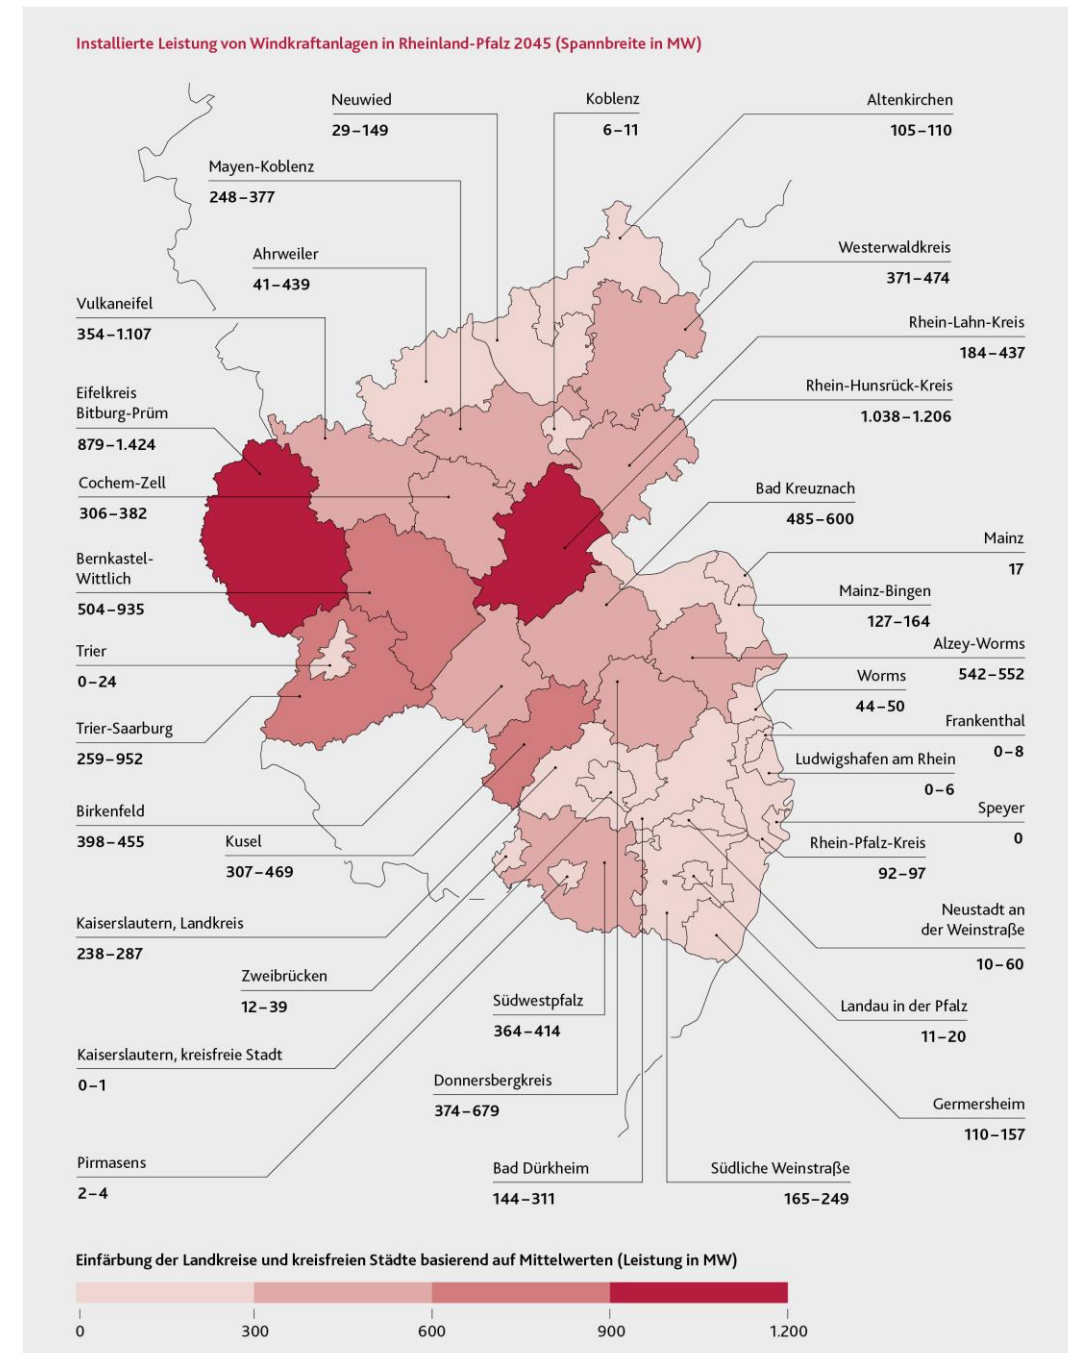 Installierte Leistung von Windkraftanlagen in Rheinland-Pfalz 2045 (Spannbreite in MW)
Neuwied
29–149
Koblenz
6–11
Altenkirchen
105–110
Mayen-Koblenz
248–377
Ahrweiler
41–439
Westerwaldkreis
371–474
Vulkaneifel
354–1.107
Rhein-Lahn-Kreis
184–437
Eifelkreis
Bitburg-Prüm
879–1.424
Rhein-Hunsrück-Kreis
1.038–1.206
Cochem-Zell
306–382
Bad Kreuznach
485–600
Mainz
17
Bernkastel-
Wittlich
504–935
Mainz-Bingen
127–164
Trier
0–24
Alzey-Worms
542–552
Worms
44–50
Trier-Saarburg
259–952
Frankenthal
0–8
Ludwigshafen am Rhein
0–6
Birkenfeld
398–455
Speyer
0
Kusel
307–469
Rhein-Pfalz-Kreis
92–97
Kaiserslautern, Landkreis
238–287
Neustadt an
der Weinstraße
10–60
Zweibrücken
12–39
Südwestpfalz
364–414
Landau in der Pfalz
11–20
Kaiserslautern, kreisfreie Stadt
0–1
Donnersbergkreis
374–679
Germersheim
110–157
Pirmasens
2–4
Bad Dürkheim
144–311
Südliche Weinstraße
165–249
Einfärbung der Landkreise und kreisfreien Städte basierend auf Mittelwerten (Leistung in MW)
0
300
600
900
1.200